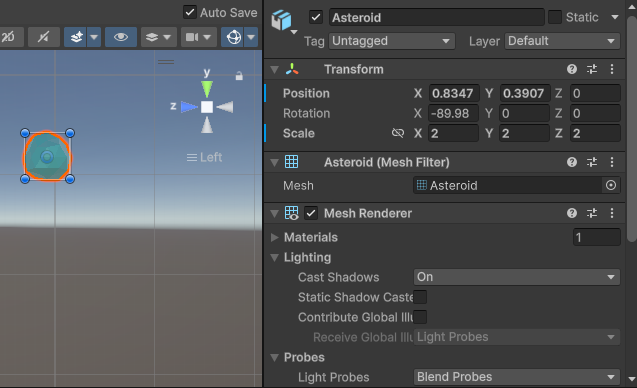 Auto Save
Asteroid
Static
Tag Untagged Layer Default
2D
y
z
Left
Transform
Position X 0.8347 Y 0.3907 Z 0
Rotation X -89.98 Y 0 Z 0
Scale X 2 Y 2 Z 2
Asteroid (Mesh Filter)
Mesh Asteroid
Mesh Renderer
Materials 1
Lighting
Cast Shadows On
Static Shadow Caste
Contribute Global Illu
Receive Global Illu Light Probes
Probes
Light Probes Blend Probes